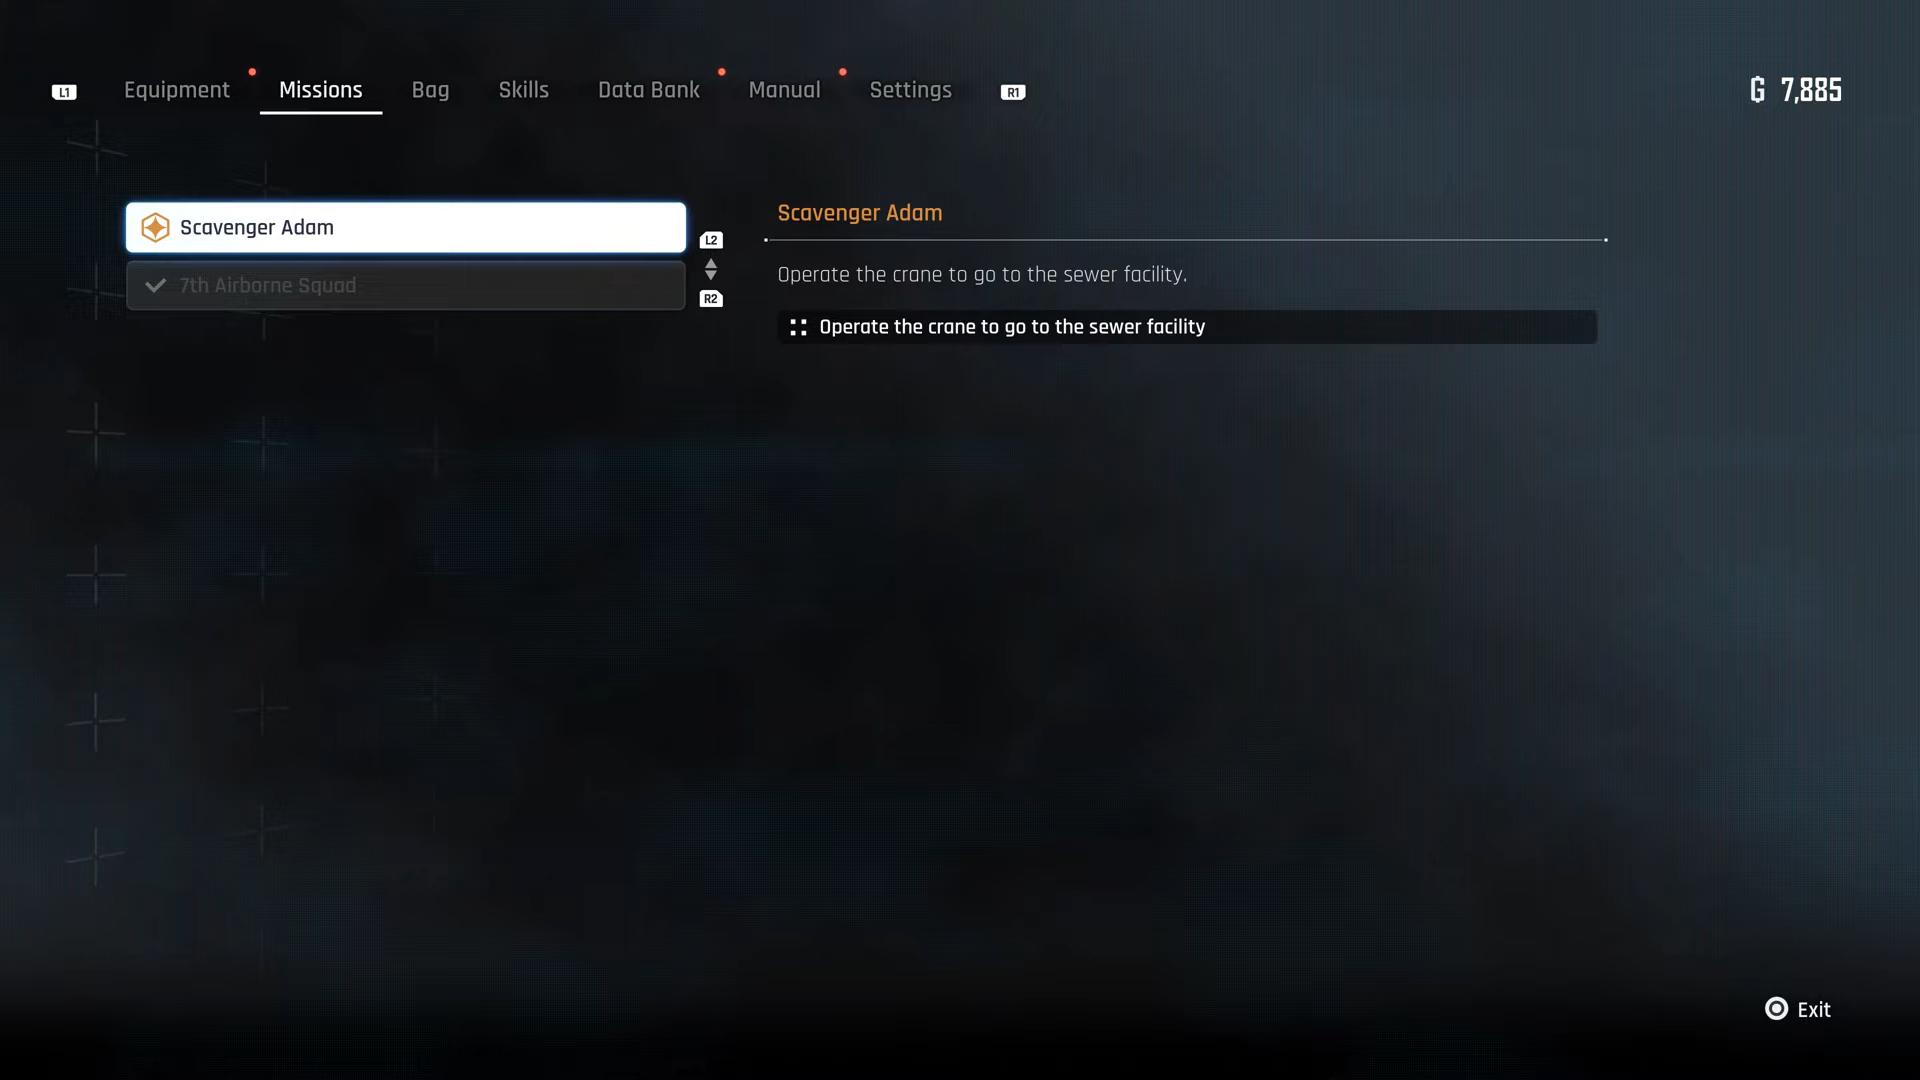 L1 Equipment Missions Bag Skills Data Bank Manual Settings R1 7,885
Scavenger Adam
7th Airborne Squad
L2
R2
Scavenger Adam
Operate the crane to go to the sewer facility.
Operate the crane to go to the sewer facility
Exit